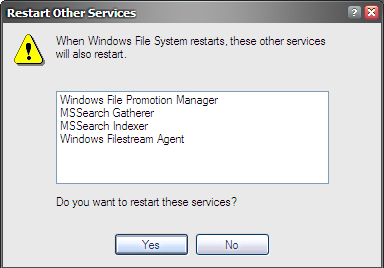 Restart Other Services
When Windows File System restarts, these other services
will also restart.
Windows File Promotion Manager
MSSearch Gatherer
MSSearch Indexer
Windows Filestream Agent
Do you want to restart these services?
Yes
No